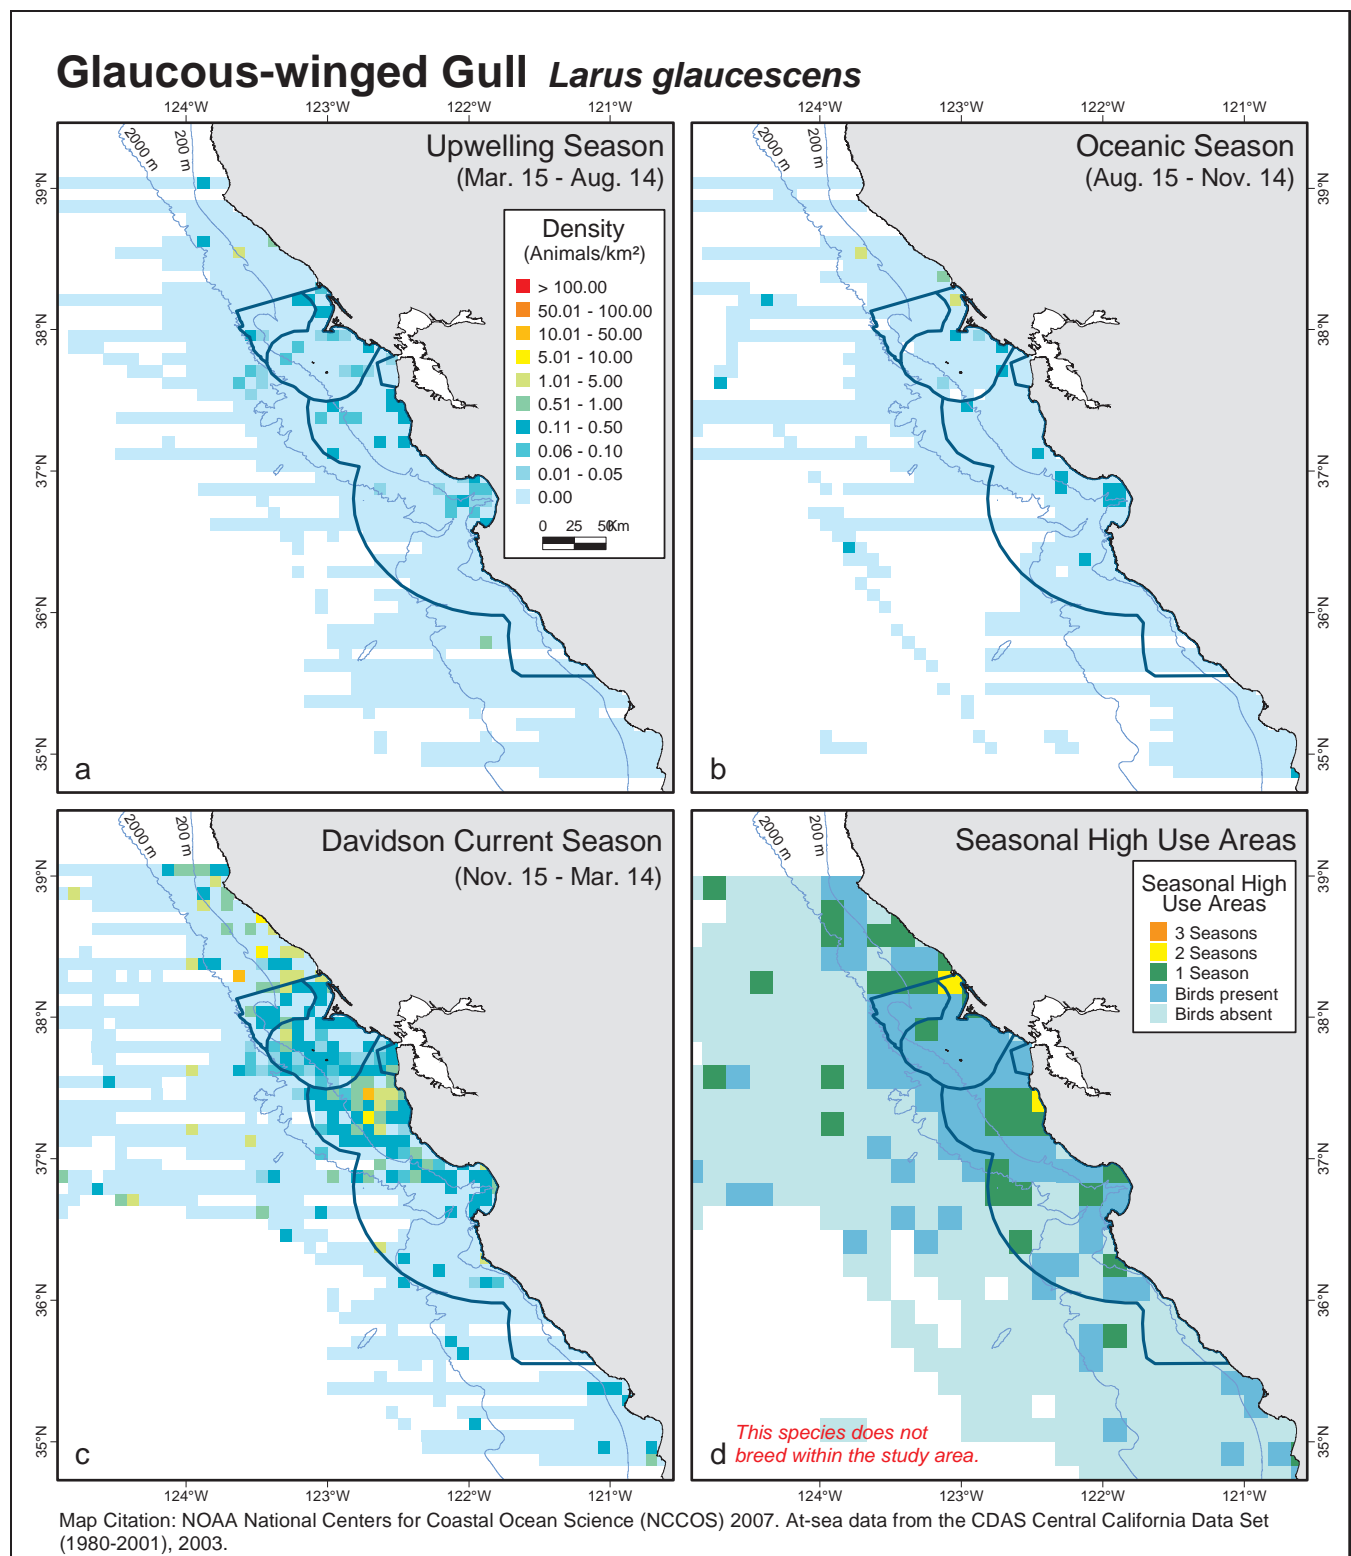 Glaucous-winged Gull Larus glaucescens
124°W 123°W 122°W 121°W 124°W 123°W 122°W 121°W
2000 m 200 m
Upwelling Season
(Mar. 15 - Aug. 14)
39°N
38°N
37°N
36°N
35°N
Density
(Animals/km²)
> 100.00
50.01 - 100.00
10.01 - 50.00
5.01 - 10.00
1.01 - 5.00
0.51 - 1.00
0.11 - 0.50
0.06 - 0.10
0.01 - 0.05
0.00
0 25 50Km
a
2000 m 200 m
Oceanic Season
(Aug. 15 - Nov. 14)
39°N
38°N
37°N
36°N
35°N
b
2000 m 200 m
Davidson Current Season
(Nov. 15 - Mar. 14)
39°N
38°N
37°N
36°N
35°N
c
2000 m 200 m
Seasonal High Use Areas
Seasonal High
Use Areas
3 Seasons
2 Seasons
1 Season
Birds present
Birds absent
39°N
38°N
37°N
36°N
35°N
This species does not
d breed within the study area.
124°W 123°W 122°W 121°W 124°W 123°W 122°W 121°W
Map Citation: NOAA National Centers for Coastal Ocean Science (NCCOS) 2007. At-sea data from the CDAS Central California Data Set
(1980-2001), 2003.